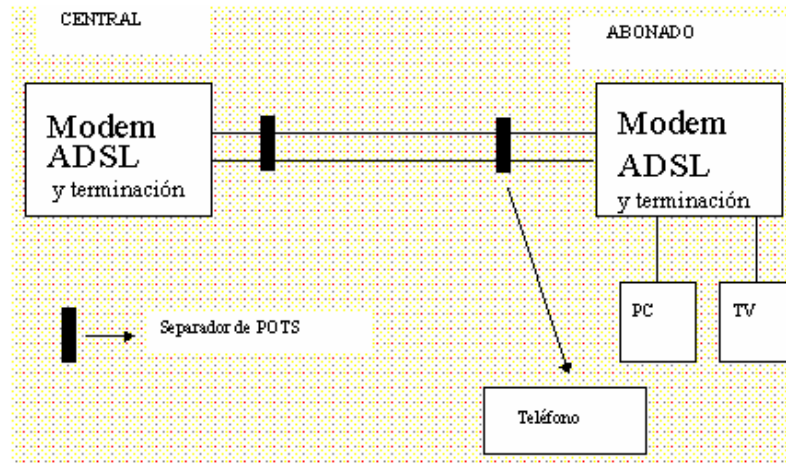 CENTRAL
ABONADO
Modem
ADSL
y terminación
Modem
ADSL
y terminación
PC
TV
Separador de POTS
Teléfono